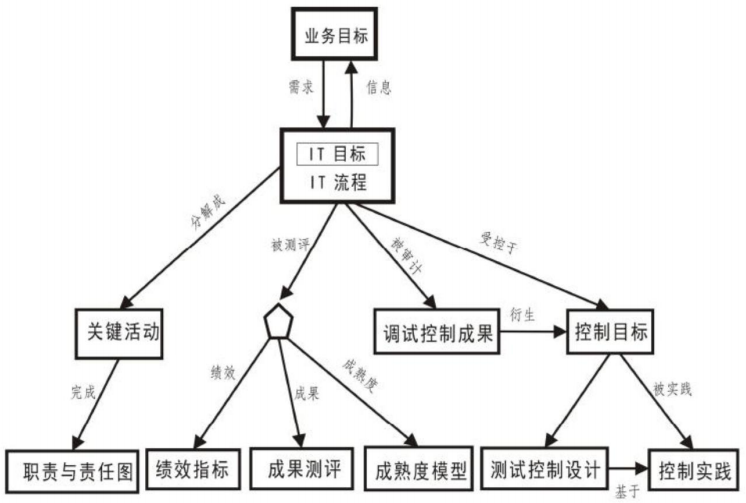 业务目标
需求
信息
IT 目标
IT 流程
分解成
被测评
被审计
受控于
关键活动
调试控制成果
衍生
控制目标
完成
绩效
成果
成熟度
被实践
职责与责任图
绩效指标
成果测评
成熟度模型
测试控制设计
基于
控制实践